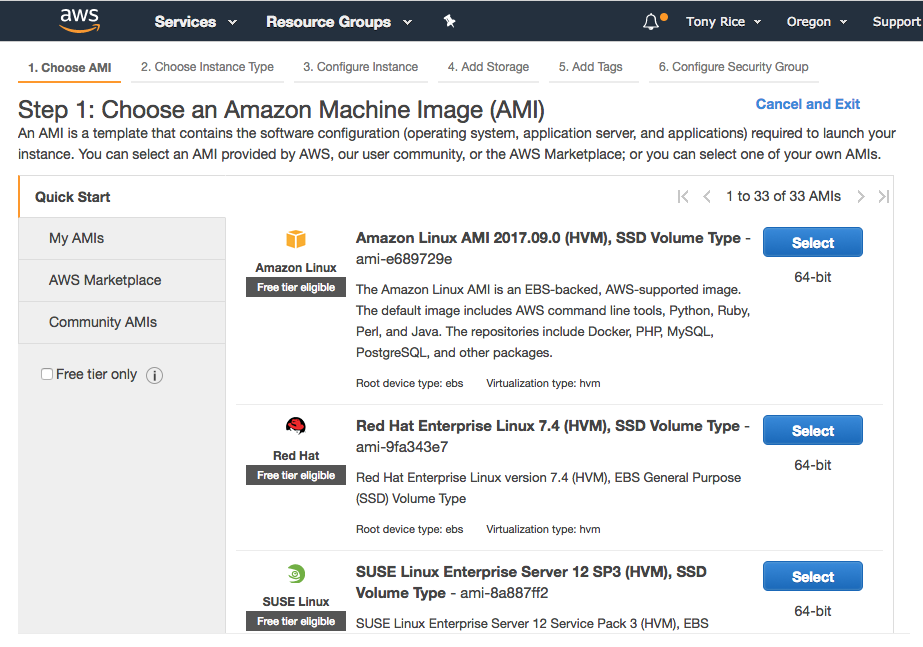 aws Services Resource Groups Tony Rice Oregon Support
1. Choose AMI 2. Choose Instance Type 3. Configure Instance 4. Add Storage 5. Add Tags 6. Configure Security Group
Step 1: Choose an Amazon Machine Image (AMI)
Cancel and Exit
An AMI is a template that contains the software configuration (operating system, application server, and applications) required to launch your
instance. You can select an AMI provided by AWS, our user community, or the AWS Marketplace; or you can select one of your own AMIs.
Quick Start
1 to 33 of 33 AMIs
My AMIs
AWS Marketplace
Community AMIs
Free tier only
Amazon Linux
Free tier eligible
Amazon Linux AMI 2017.09.0 (HVM), SSD Volume Type -
ami-e689729e
The Amazon Linux AMI is an EBS-backed, AWS-supported image.
The default image includes AWS command line tools, Python, Ruby,
Perl, and Java. The repositories include Docker, PHP, MySQL,
PostgreSQL, and other packages.
Root device type: ebs Virtualization type: hvm
Select
64-bit
Red Hat
Free tier eligible
Red Hat Enterprise Linux 7.4 (HVM), SSD Volume Type -
ami-9fa343e7
Red Hat Enterprise Linux version 7.4 (HVM), EBS General Purpose
(SSD) Volume Type
Root device type: ebs Virtualization type: hvm
Select
64-bit
SUSE Linux
Free tier eligible
SUSE Linux Enterprise Server 12 SP3 (HVM), SSD
Volume Type - ami-8a887ff2
SUSE Linux Enterprise Server 12 Service Pack 3 (HVM), EBS
Select
64-bit